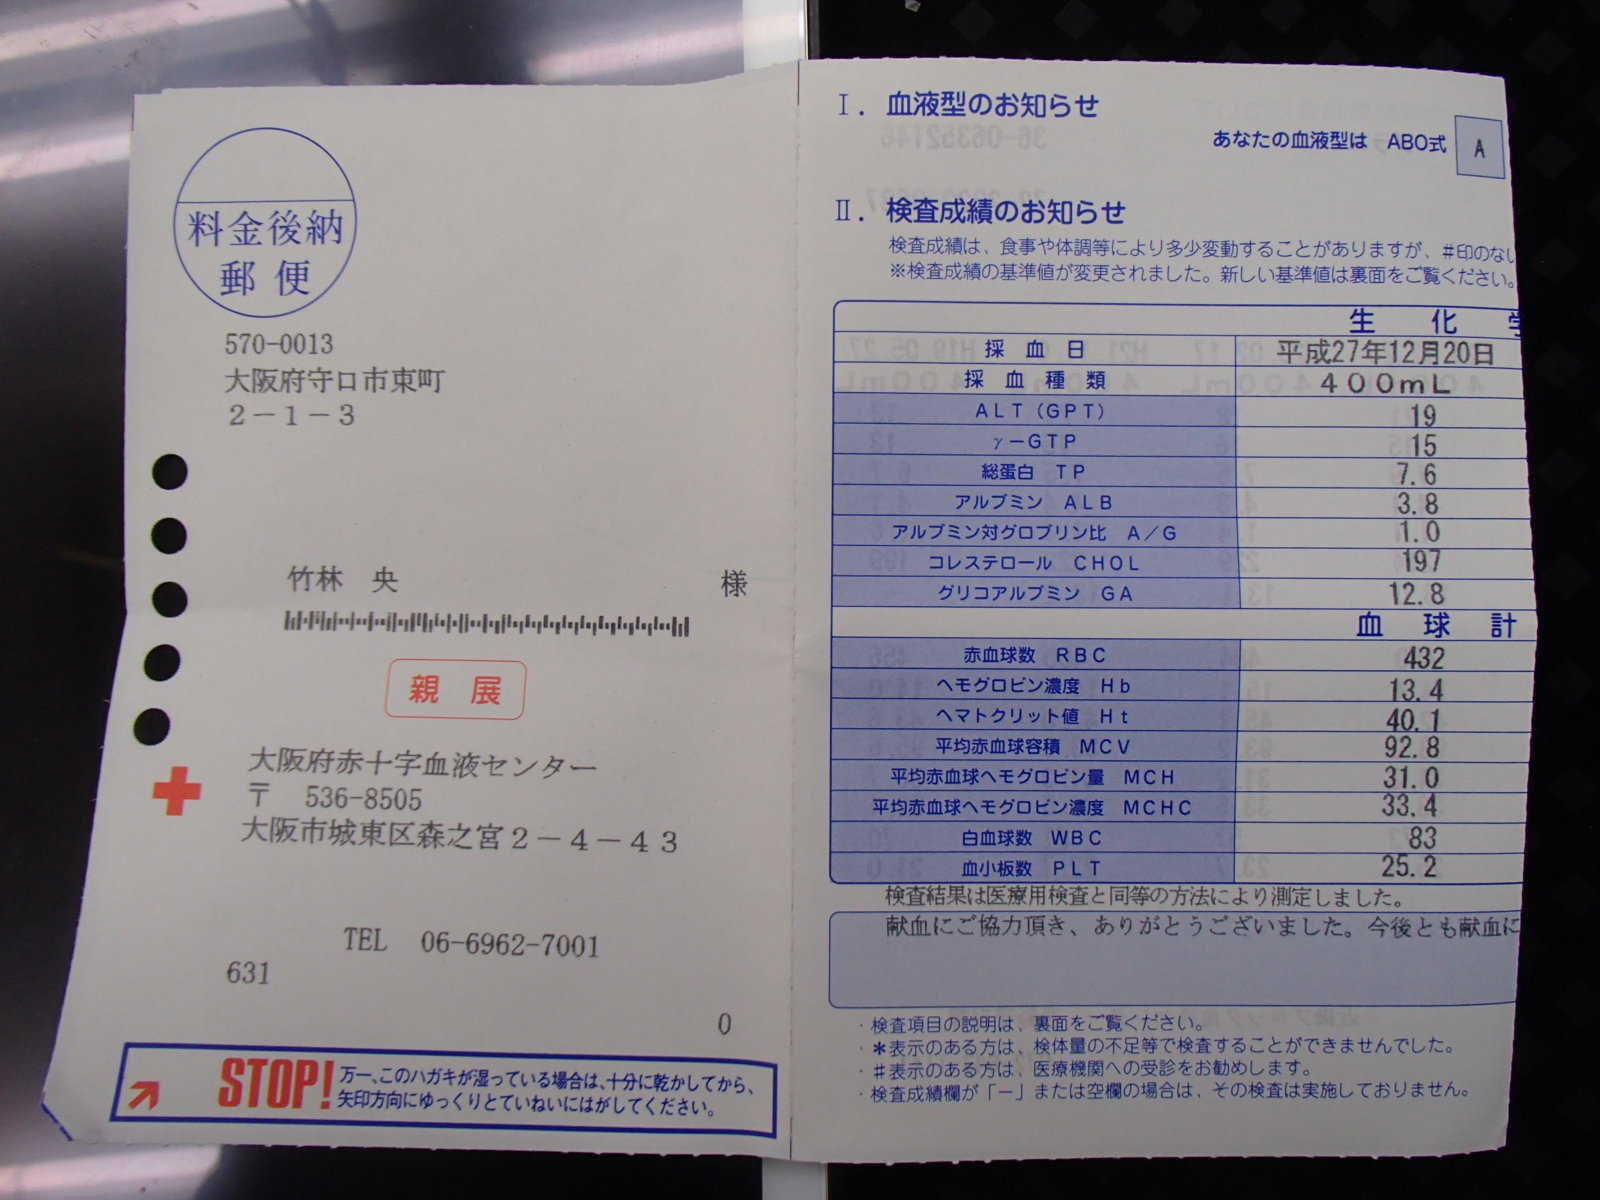 料金後納
郵便
570-0013
大阪府守口市東町
２－１－３
竹林　央　様
親展
大阪府赤十字血液センター
〒　536-8505
大阪市城東区森之宮２－４－４３
TEL　06-6962-7001
631
0
STOP!
万一、このハガキが湿っている場合は、十分に乾かしてから、
矢印方向にゆっくりとていねいにはがしてください。
Ⅰ．血液型のお知らせ
あなたの血液型は　ABO式　A
Ⅱ．検査成績のお知らせ
検査成績は、食事や体調等により多少変動することがありますが、＃印のない
※検査成績の基準値が変更されました。新しい基準値は裏面をご覧ください。
生化学
採血日　平成27年12月20日
採血種類　４００ｍＬ
ＡＬＴ（ＧＰＴ）　19
γ－ＧＴＰ　15
総蛋白　ＴＰ　7.6
アルブミン　ＡＬＢ　3.8
アルブミン対グロブリン比　Ａ／Ｇ　1.0
コレステロール　ＣＨＯＬ　197
グリコアルブミン　ＧＡ　12.8
血球計
赤血球数　ＲＢＣ　432
ヘモグロビン濃度　Ｈｂ　13.4
ヘマトクリット値　Ｈｔ　40.1
平均赤血球容積　ＭＣＶ　92.8
平均赤血球ヘモグロビン量　ＭＣＨ　31.0
平均赤血球ヘモグロビン濃度　ＭＣＨＣ　33.4
白血球数　ＷＢＣ　83
血小板数　ＰＬＴ　25.2
検査結果は医療用検査と同等の方法により測定しました。
献血にご協力頂き、ありがとうございました。今後とも献血に
・検査項目の説明は、裏面をご覧ください。
・＊表示のある方は、検体量の不足等で検査することができませんでした。
・＃表示のある方は、医療機関への受診をお勧めします。
・検査成績欄が「－」または空欄の場合は、その検査は実施しておりません。